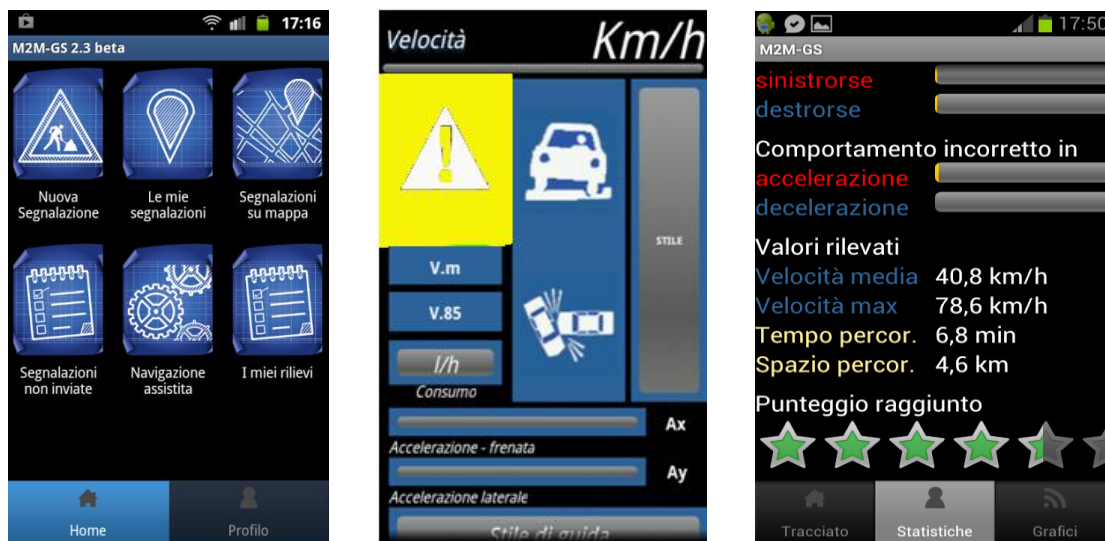 17:16
M2M-GS 2.3 beta
Nuova
Segnalazione
Le mie
segnalazioni
Segnalazioni
su mappa
Segnalazioni
non inviate
Navigazione
assistita
I miei rilievi
Home
Profilo
Velocità
Km/h
STILE
V.m
V.85
l/h
Consumo
Ax
Accelerazione - frenata
Ay
Accelerazione laterale
Stile di guida
17:50
M2M-GS
sinistrorse
destrorse
Comportamento incorretto in
accelerazione
decelerazione
Valori rilevati
Velocità media 40,8 km/h
Velocità max 78,6 km/h
Tempo percor. 6,8 min
Spazio percor. 4,6 km
Punteggio raggiunto
Tracciato
Statistiche
Grafici